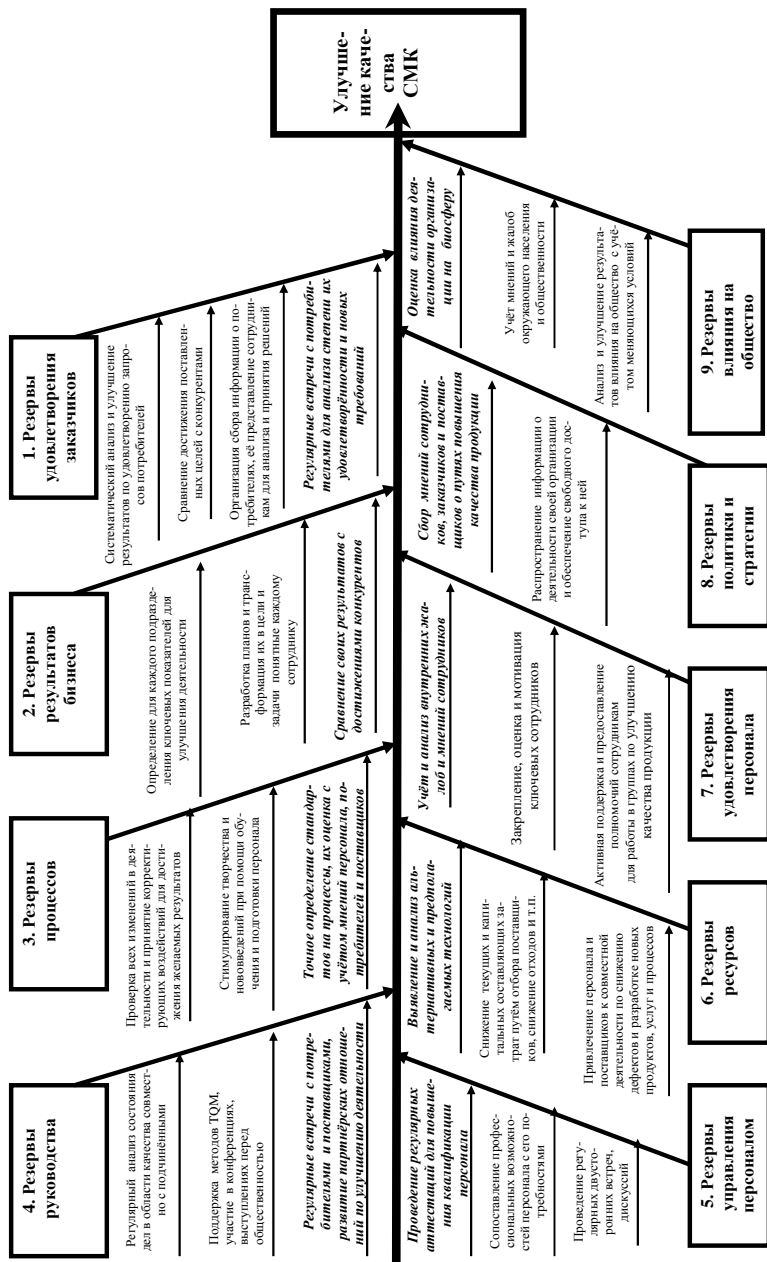 Улучше-
ние каче-
ства
СМК
1. Резервы
удовлетворения
заказчиков
Систематический анализ и улучшение
результатов по удовлетворению запро-
сов потребителей
Сравнение достижения поставлен-
ных целей с конкурентами
Организация сбора информации о по-
требителях, её представление сотрудни-
кам для анализа и принятия решений
Регулярные встречи с потреби-
телями для анализа степени их
удовлетворённости и новых
требований
2. Резервы
результатов
бизнеса
Определение для каждого подразде-
ления ключевых показателей для
улучшения деятельности
Разработка планов и транс-
формация их в цели и
задачи понятные каждому
сотруднику
Сравнение своих результатов с
достижениями конкурентов
3. Резервы
процессов
Проверка всех изменений в дея-
тельности и принятие корректи-
рующих воздействий для дости-
жения желаемых результатов
Стимулирование творчества и
нововведений при помощи обу-
чения и подготовки персонала
Точное определение стандар-
тов на процессы, их оценка с
учётом мнений персонала, по-
требителей и поставщиков
4. Резервы
руководства
Регулярный анализ состояния
дел в области качества совмест-
но с подчинёнными
Поддержка методов TQM,
участие в конференциях,
выступлениях перед
общественностью
Регулярные встречи с потре-
бителями и поставщиками,
развитие партнёрских отноше-
ний по улучшению деятельности
Проведение регулярных
аттестаций для повыше-
ния квалификации
персонала
Сопоставление профес-
сиональных возможно-
стей персонала с его по-
требностями
Проведение регу-
лярных двусто-
ронних встреч,
дискуссий
5. Резервы
управления
персоналом
Выявление и анализ аль-
тернативных и предпола-
гаемых технологий
Снижение текущих и капи-
тальных составляющих за-
трат путём отбора поставщи-
ков, снижение отходов и т.п.
Привлечение персонала и
поставщиков к совместной
деятельности по снижению
дефектов и разработке новых
продуктов, услуг и процессов
6. Резервы
ресурсов
Учёт и анализ внутренних жа-
лоб и мнений сотрудников
Закрепление, оценка и мотивация
ключевых сотрудников
Активная поддержка и предоставление
полномочий сотрудникам
для работы в группах по улучшению
качества продукции
7. Резервы
удовлетворения
персонала
Сбор мнений сотрудни-
ков, заказчиков и постав-
щиков о путях повышения
качества продукции
Распространение информации о
деятельности своей организации
и обеспечение свободного дос-
тупа к ней
8. Резервы
политики и
стратегии
Оценка влияния дея-
тельности организа-
ции на биосферу
Учёт мнений и жалоб
окружающего населения
и общественности
Анализ и улучшение результа-
тов влияния на общество с учё-
том меняющихся условий
9. Резервы
влияния на
общество